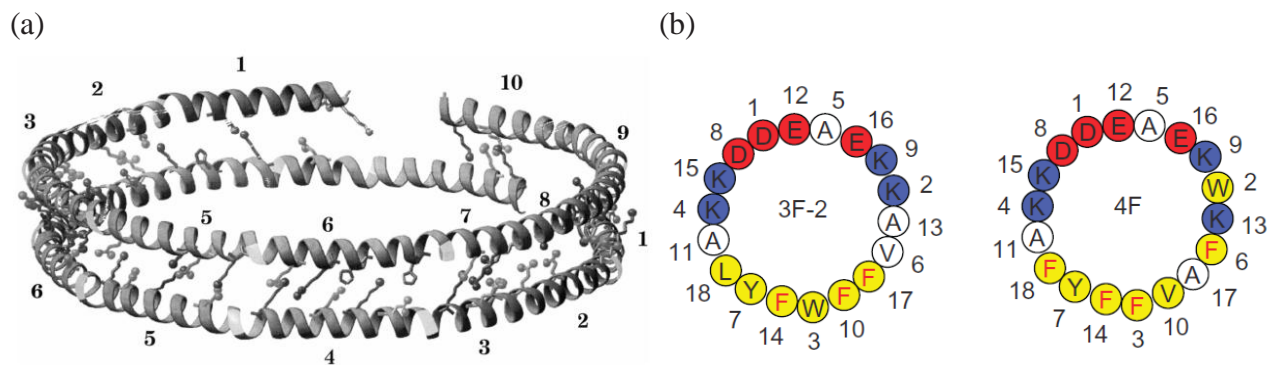 (a)
1
2
3
10
9
8
7
6
5
1
2
3
4
5
6
(b)
8 1 12 5 16 9 2 13 6 17 10 3 14 7 18 11 4 15
D D E A E K K A V F F W F Y L A K K
3F-2
8 1 12 5 16 9 2 13 6 17 10 3 14 7 18 11 4 15
D D E A E K W K F A V F F Y F A K K
4F